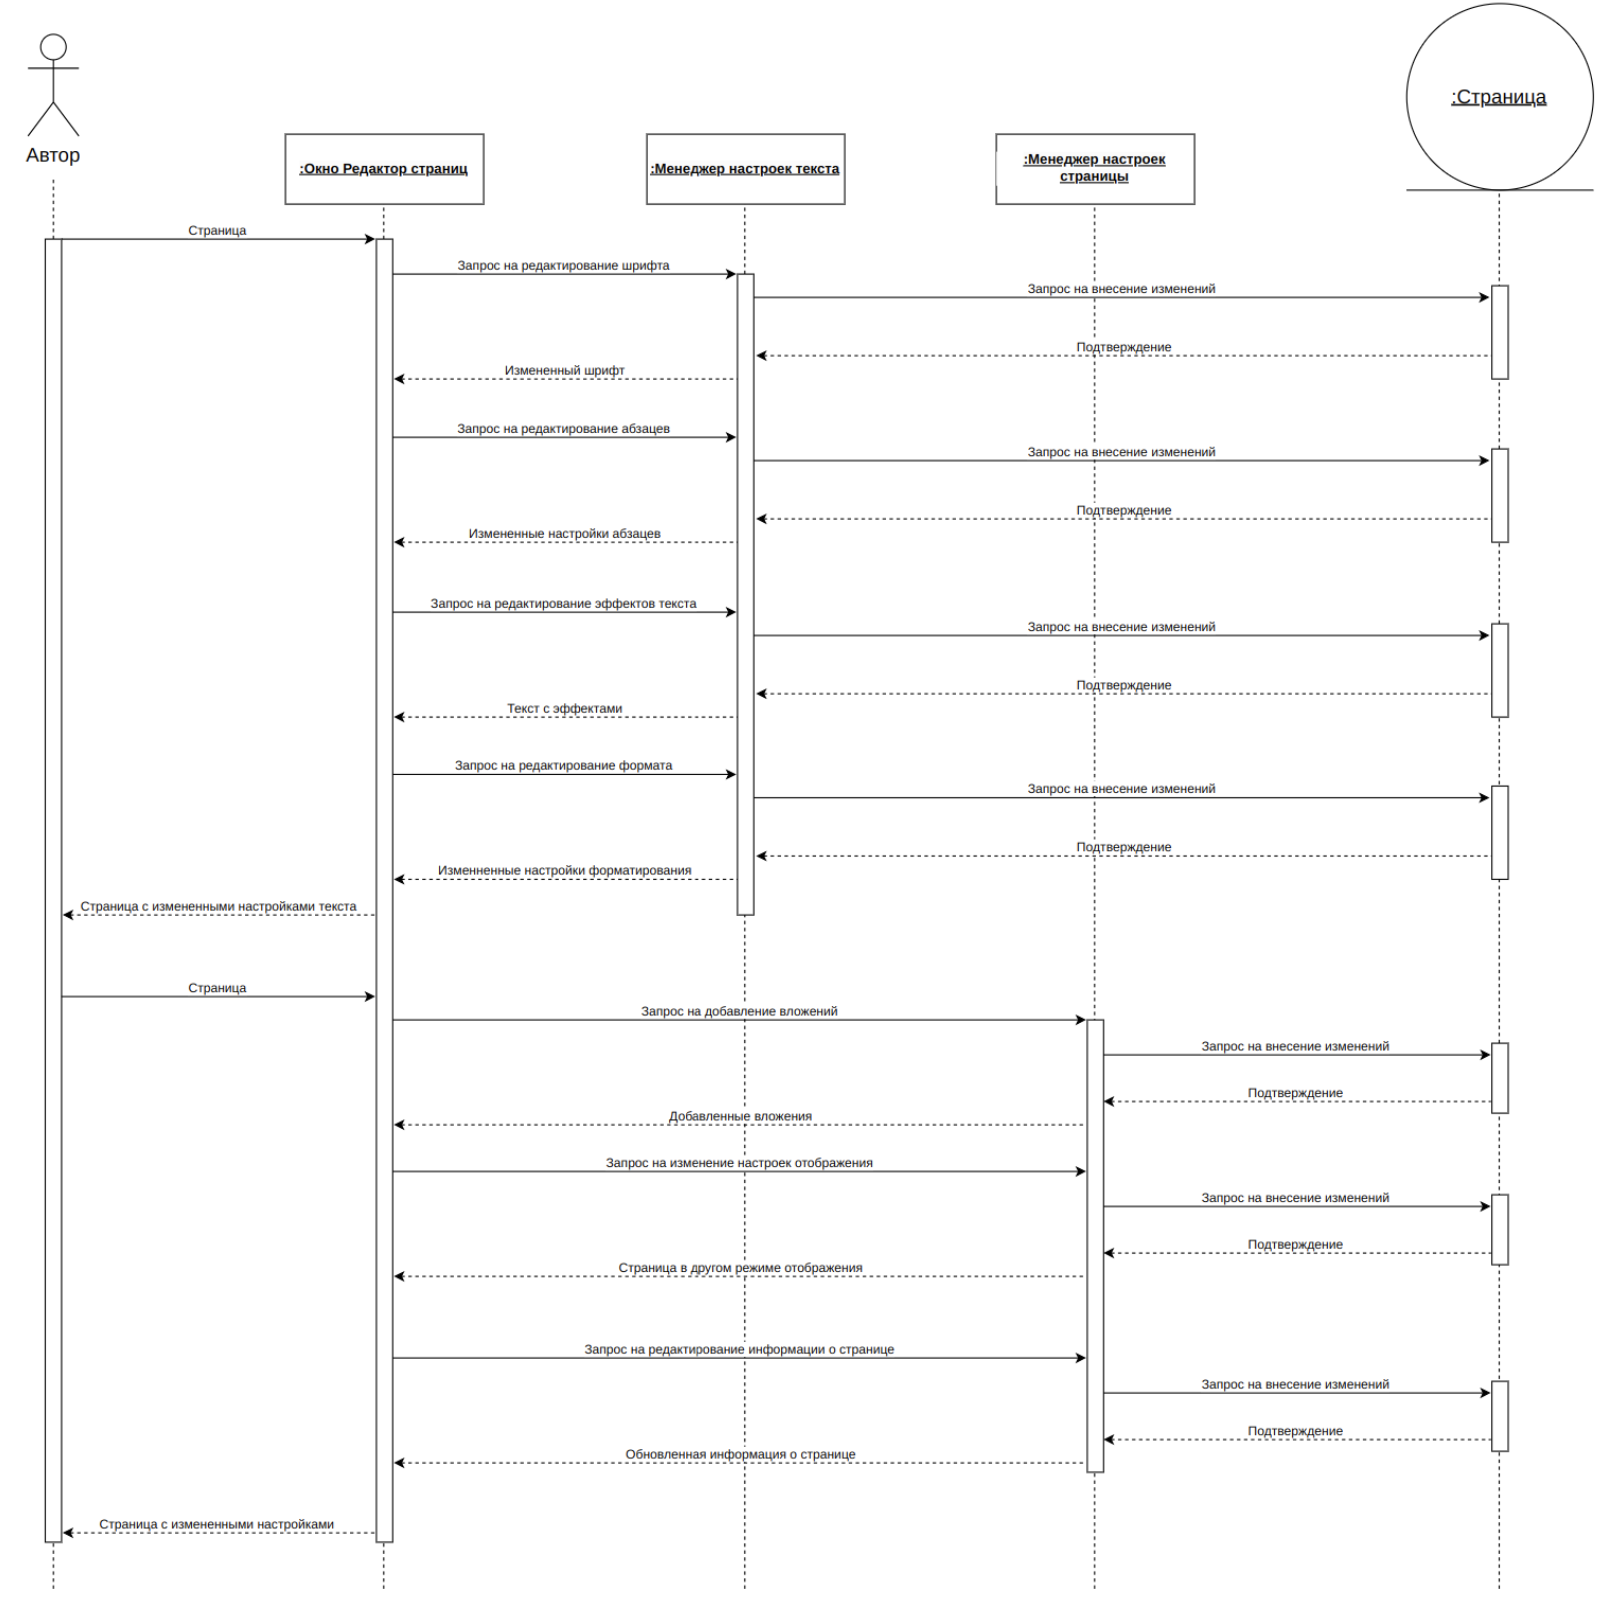 :Страница
Автор
:Окно Редактор страниц
:Менеджер настроек текста
:Менеджер настроек
страницы
Страница
Запрос на редактирование шрифта
Запрос на внесение изменений
Подтверждение
Измененный шрифт
Запрос на редактирование абзацев
Запрос на внесение изменений
Подтверждение
Измененные настройки абзацев
Запрос на редактирование эффектов текста
Запрос на внесение изменений
Подтверждение
Текст с эффектами
Запрос на редактирование формата
Запрос на внесение изменений
Подтверждение
Изменненные настройки форматирования
Страница с измененными настройками текста
Страница
Запрос на добавление вложений
Запрос на внесение изменений
Подтверждение
Добавленные вложения
Запрос на изменение настроек отображения
Запрос на внесение изменений
Подтверждение
Страница в другом режиме отображения
Запрос на редактирование информации о странице
Запрос на внесение изменений
Подтверждение
Обновленная информация о странице
Страница с измененными настройками